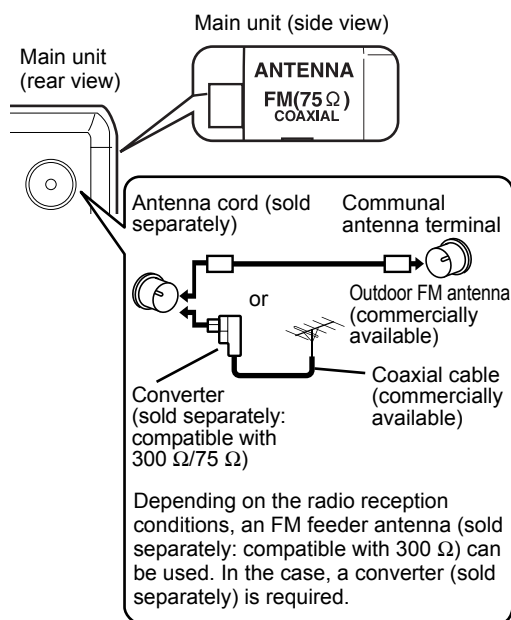 Main unit (side view)
Main unit
(rear view)
ANTENNA
FM(75 Ω)
COAXIAL
Antenna cord (sold
separately)
Communal
antenna terminal
or
Outdoor FM antenna
(commercially
available)
Coaxial cable
(commercially
available)
Converter
(sold separately:
compatible with
300 Ω/75 Ω)
Depending on the radio reception
conditions, an FM feeder antenna (sold
separately: compatible with 300 Ω) can
be used. In the case, a converter (sold
separately) is required.